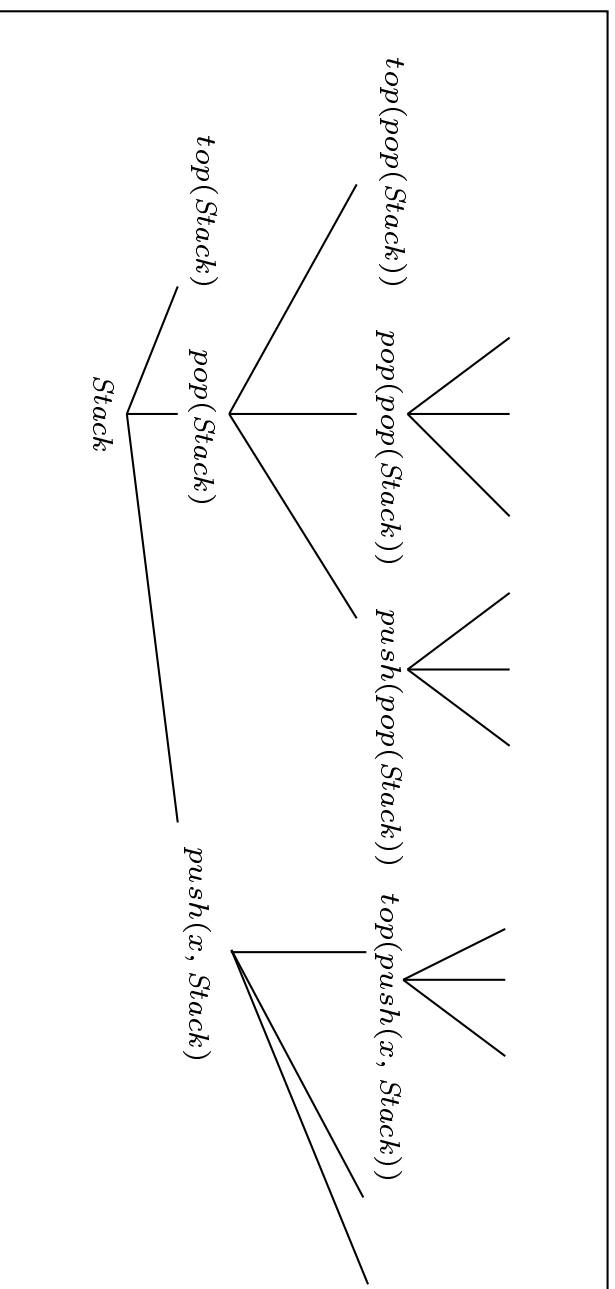 top(pop(Stack))
pop(pop(Stack))
push(pop(Stack))
top(push(x, Stack))
top(Stack)
pop(Stack)
push(x, Stack)
Stack